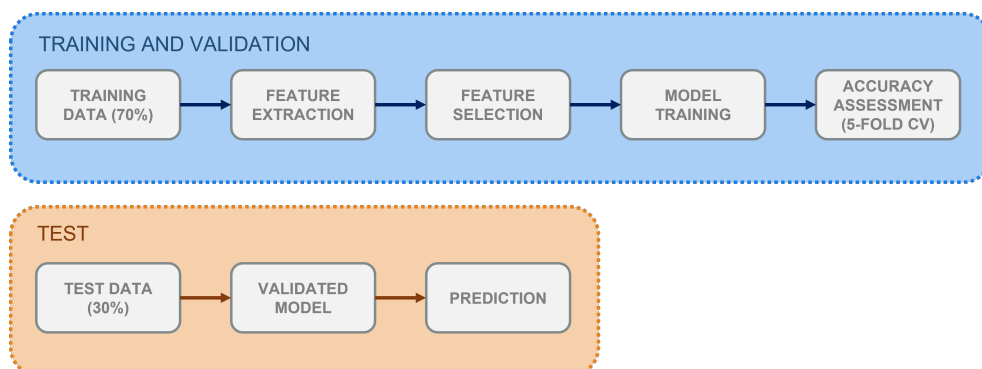 TRAINING AND VALIDATION
TRAINING
DATA (70%)
FEATURE
EXTRACTION
FEATURE
SELECTION
MODEL
TRAINING
ACCURACY
ASSESSMENT
(5-FOLD CV)
TEST
TEST DATA
(30%)
VALIDATED
MODEL
PREDICTION